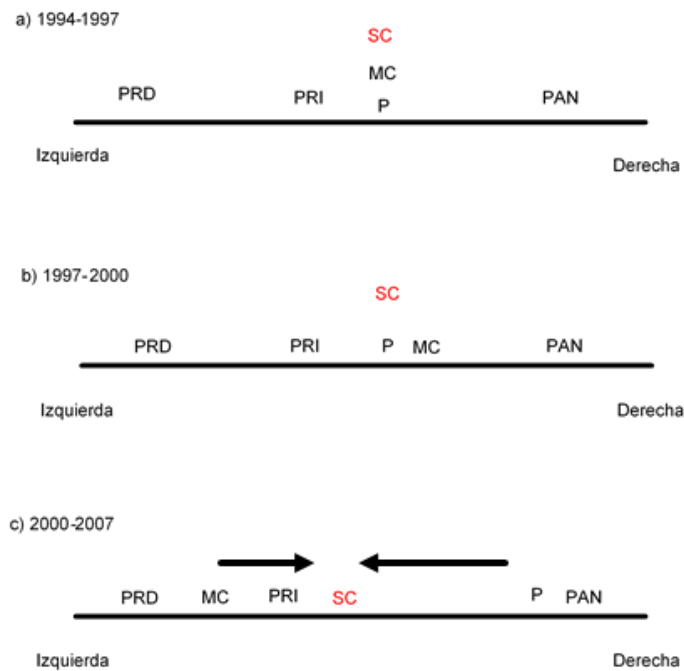 a) 1994-1997
SC
MC
PRD PRI P PAN
Izquierda
Derecha
b) 1997-2000
SC
PRD PRI P MC PAN
Izquierda Derecha
c) 2000-2007
PRD MC PRI SC P PAN
Izquierda Derecha